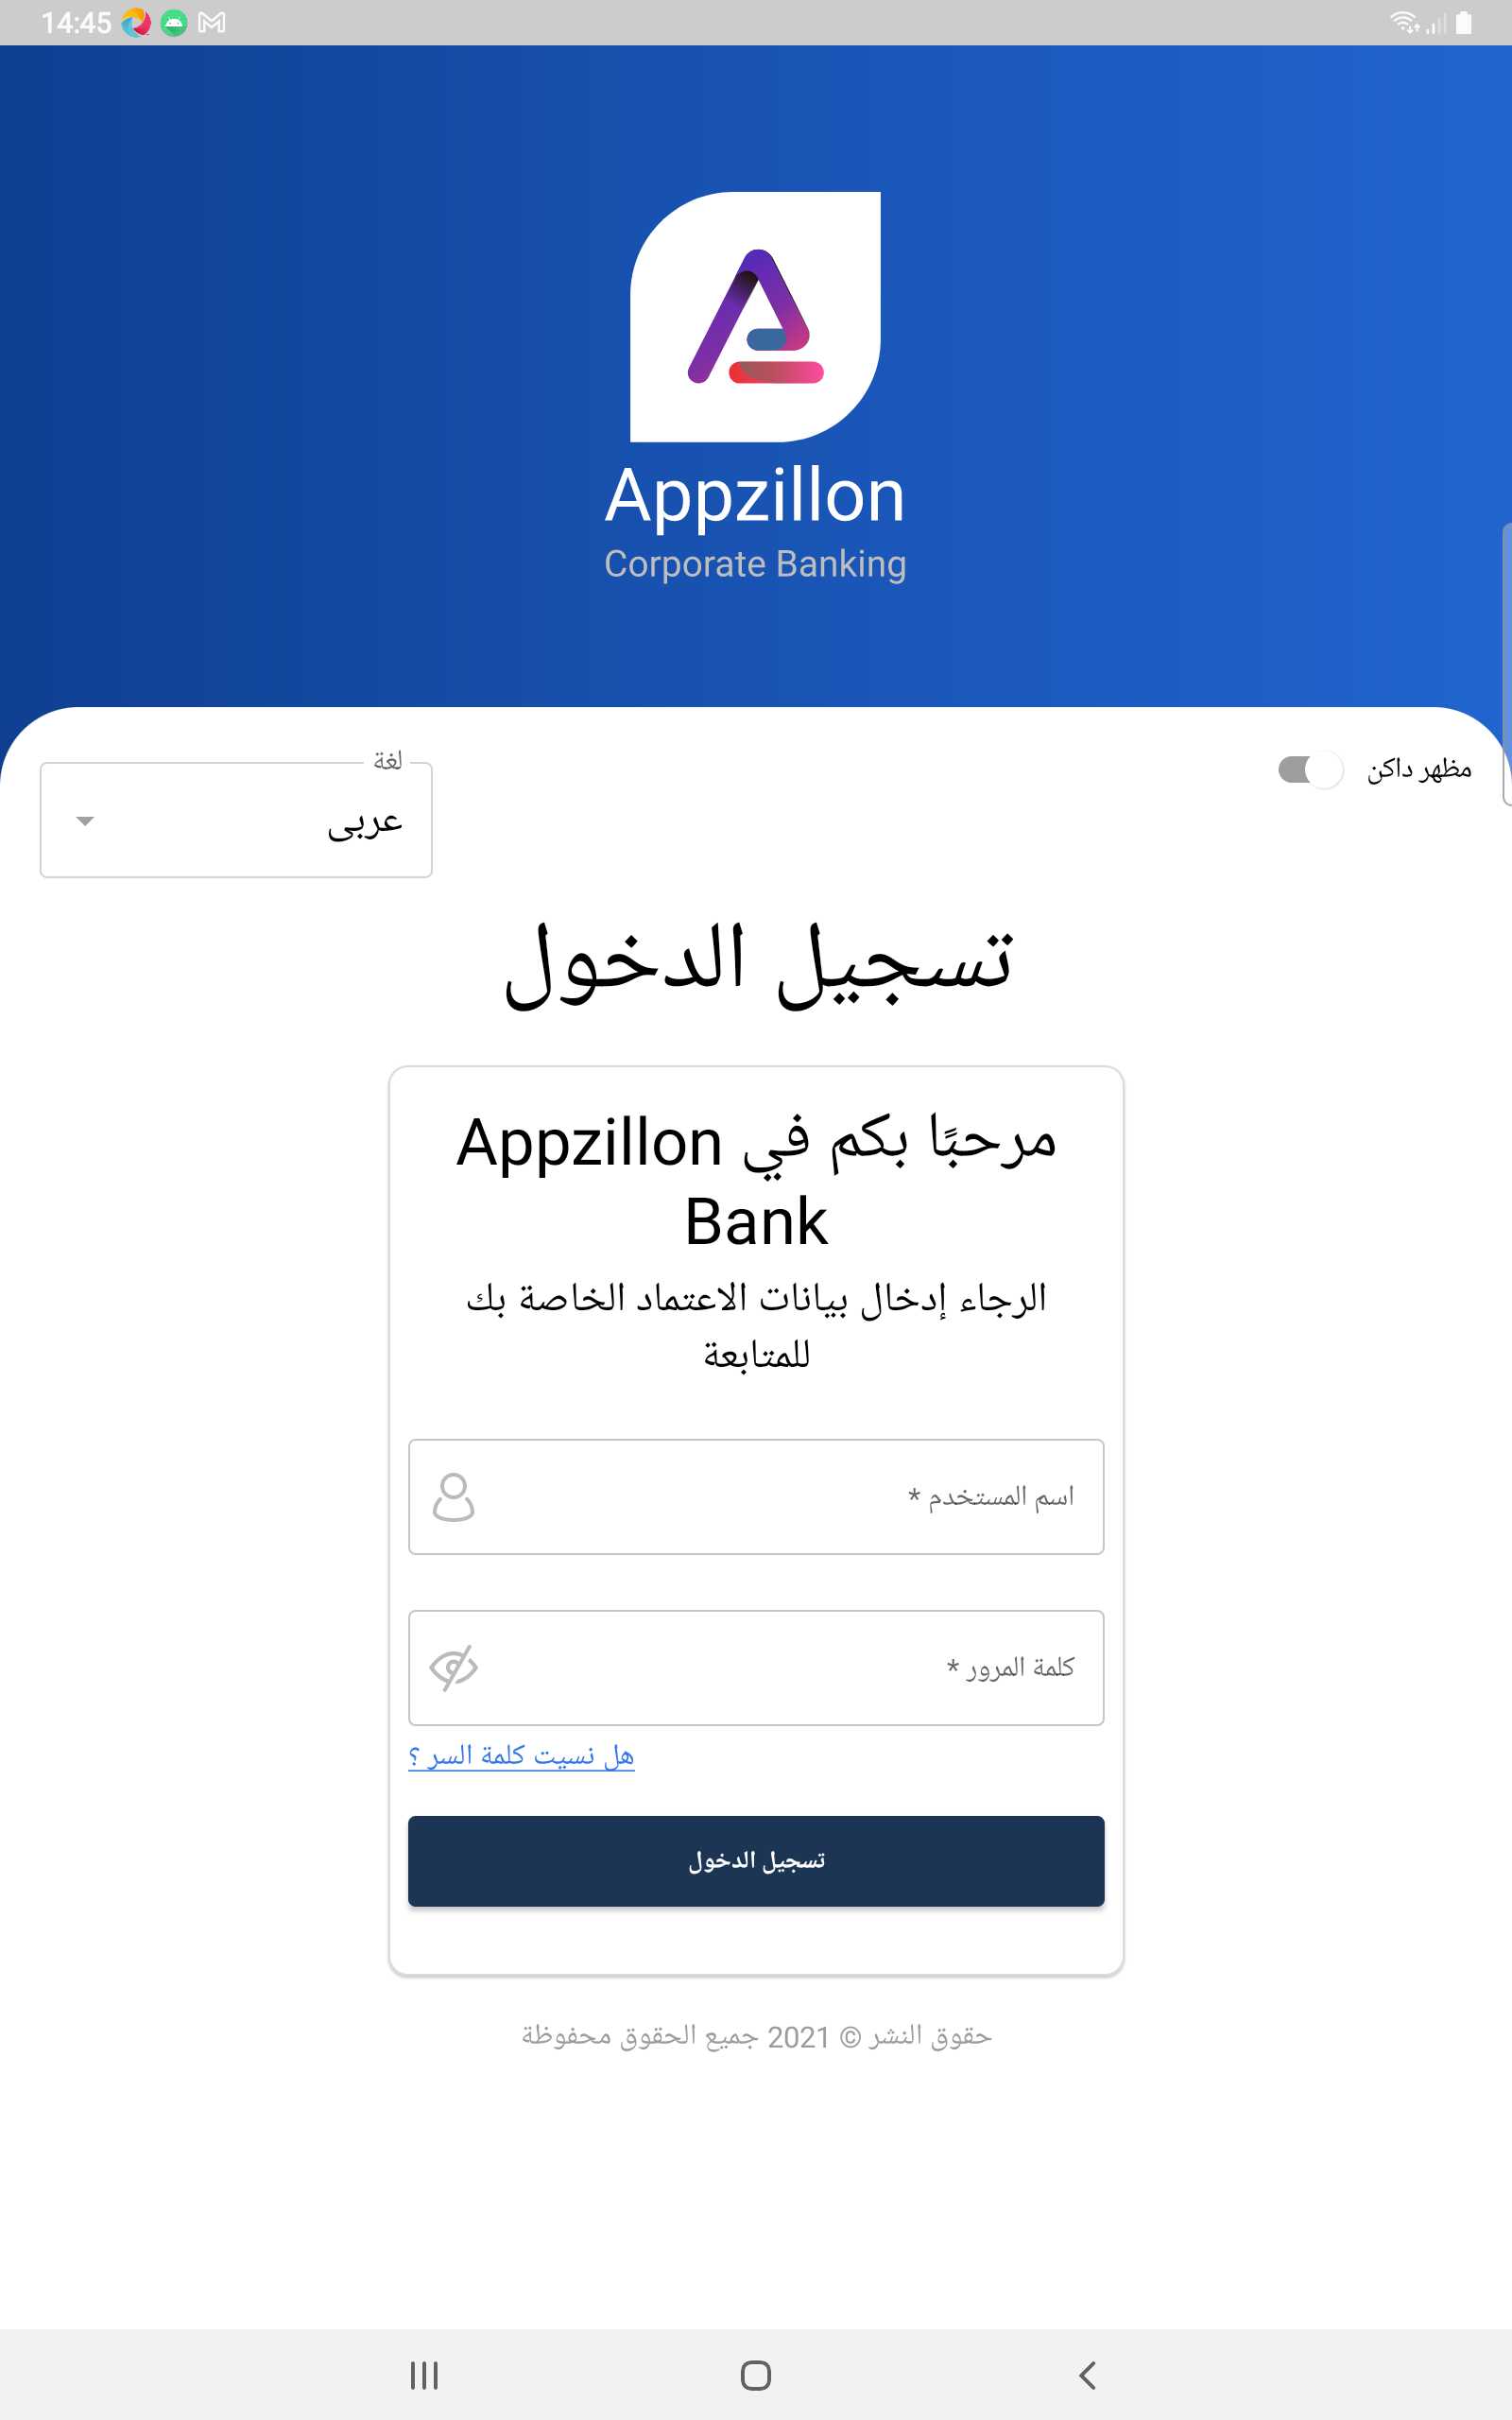 14:45
Appzillon
Corporate Banking
مظهر داكن
لغة
عربى
تسجيل الدخول
مرحبًا بكم في Appzillon
Bank
الرجاء إدخال بيانات الاعتماد الخاصة بك
للمتابعة
اسم المستخدم *
كلمة المرور *
هل نسيت كلمة السر ؟
تسجيل الدخول
حقوق النشر © 2021 جميع الحقوق محفوظة